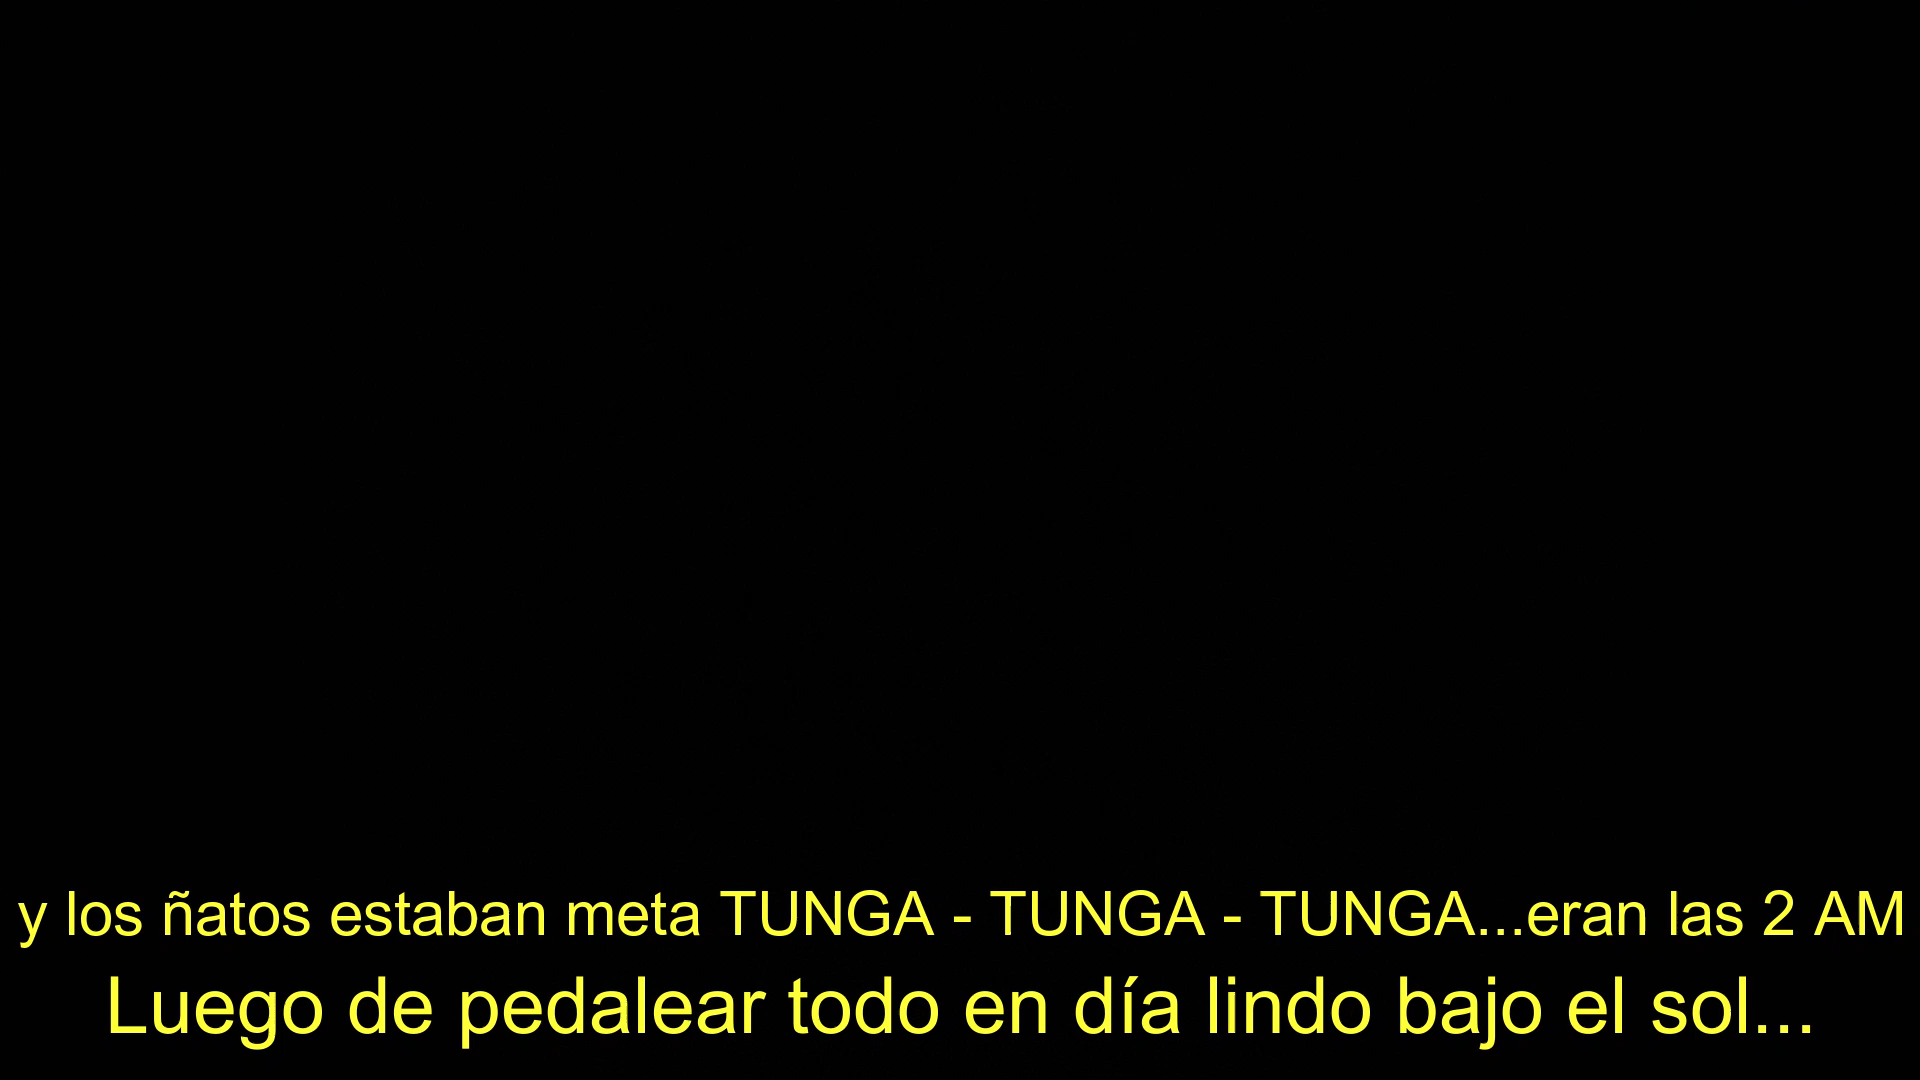 y los ñatos estaban meta TUNGA - TUNGA - TUNGA...eran las 2 AM
Luego de pedalear todo en día lindo bajo el sol...